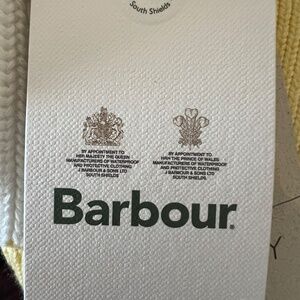 South Shields
BY APPOINTMENT TO
HER MAJESTY THE QUEEN
MANUFACTURERS OF WATERPROOF
AND PROTECTIVE CLOTHING
J BARBOUR & SONS LTD
SOUTH SHIELDS
BY APPOINTMENT TO
HRH THE PRINCE OF WALES
MANUFACTURERS OF WATERPROOF
AND PROTECTIVE CLOTHING
J BARBOUR & SONS LTD
SOUTH SHIELDS
Barbour®